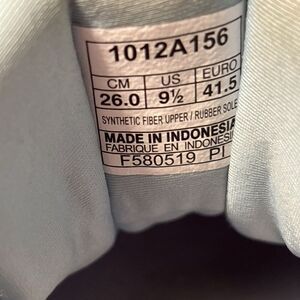 1012A156
CM US EURO
26.0 9½ 41.5
SYNTHETIC FIBER UPPER / RUBBER SOLE
MADE IN INDONESIA
FABRIQUE EN INDONESIA
F580519 PI